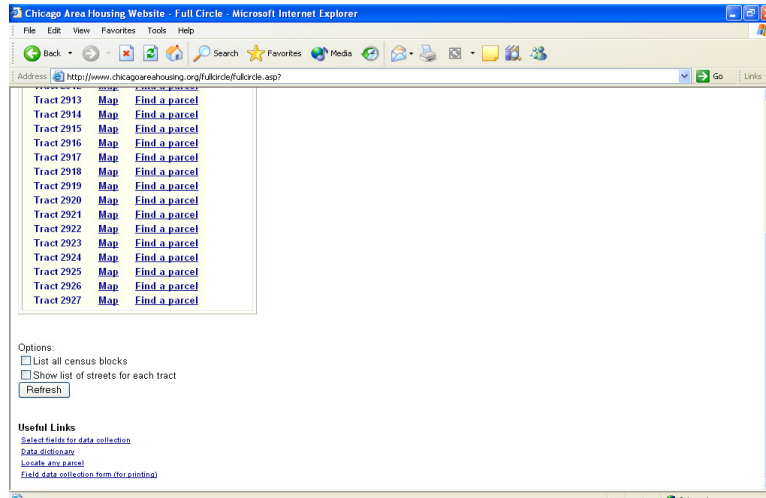 Chicago Area Housing Website - Full Circle - Microsoft Internet Explorer
File Edit View Favorites Tools Help
Back Search Favorites Media
Address http://www.chicagoareahousing.org/fullcircle/fullcircle.asp? Go Links
Tract 2912 Map Find a parcel
Tract 2913 Map Find a parcel
Tract 2914 Map Find a parcel
Tract 2915 Map Find a parcel
Tract 2916 Map Find a parcel
Tract 2917 Map Find a parcel
Tract 2918 Map Find a parcel
Tract 2919 Map Find a parcel
Tract 2920 Map Find a parcel
Tract 2921 Map Find a parcel
Tract 2922 Map Find a parcel
Tract 2923 Map Find a parcel
Tract 2924 Map Find a parcel
Tract 2925 Map Find a parcel
Tract 2926 Map Find a parcel
Tract 2927 Map Find a parcel
Options:
List all census blocks
Show list of streets for each tract
Refresh
Useful Links
Select fields for data collection
Data dictionary
Locate any parcel
Field data collection form (for printing)